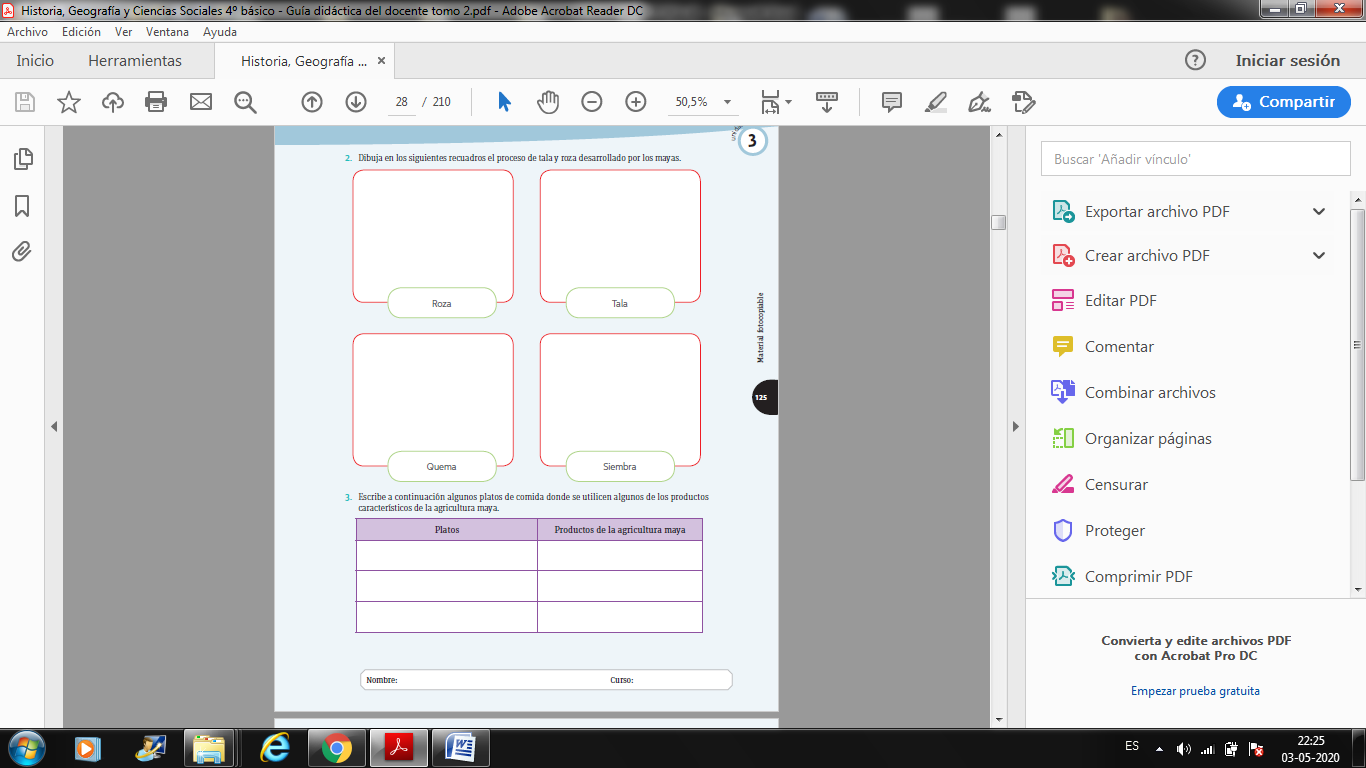 Historia, Geografía y Ciencias Sociales 4º básico - Guía didáctica del docente tomo 2.pdf - Adobe Acrobat Reader DC
Archivo Edición Ver Ventana Ayuda
Inicio Herramientas Historia, Geografía ... × ? Iniciar sesión
28 / 210 50,5% Compartir
3
2. Dibuja en los siguientes recuadros el proceso de tala y roza desarrollado por los mayas.
Roza Tala
Quema Siembra
Material fotocopiable
125
3. Escribe a continuación algunos platos de comida donde se utilicen algunos de los productos
característicos de la agricultura maya.
Platos Productos de la agricultura maya
Nombre: Curso:
Buscar 'Añadir vínculo'
Exportar archivo PDF
Crear archivo PDF
Editar PDF
Comentar
Combinar archivos
Organizar páginas
Censurar
Proteger
Comprimir PDF
Convierta y edite archivos PDF
con Acrobat Pro DC
Empezar prueba gratuita
ES 22:25
03-05-2020